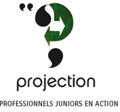 projection
PROFESSIONNELS JUNIORS EN ACTION